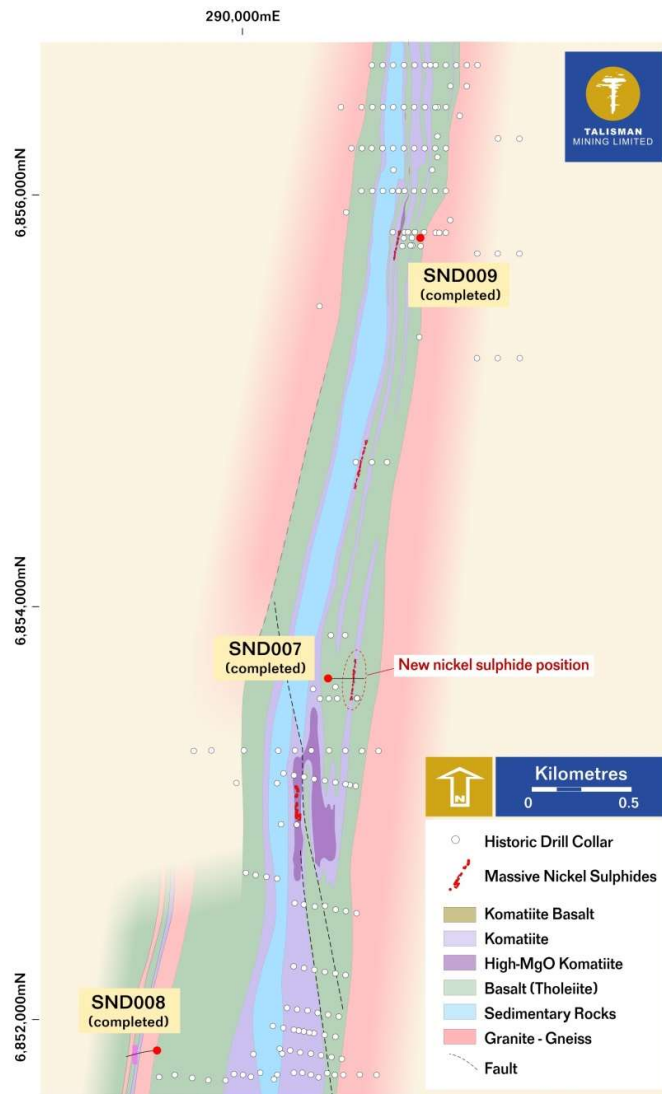 290,000mE
TALISMAN
MINING LIMITED
6,856,000mN
SND009
(completed)
6,854,000mN
SND007
(completed)
New nickel sulphide position
N
Kilometres
0 0.5
Historic Drill Collar
Massive Nickel Sulphides
Komatiite Basalt
Komatiite
High-MgO Komatiite
Basalt (Tholeiite)
Sedimentary Rocks
Granite - Gneiss
Fault
SND008
(completed)
6,852,000mN